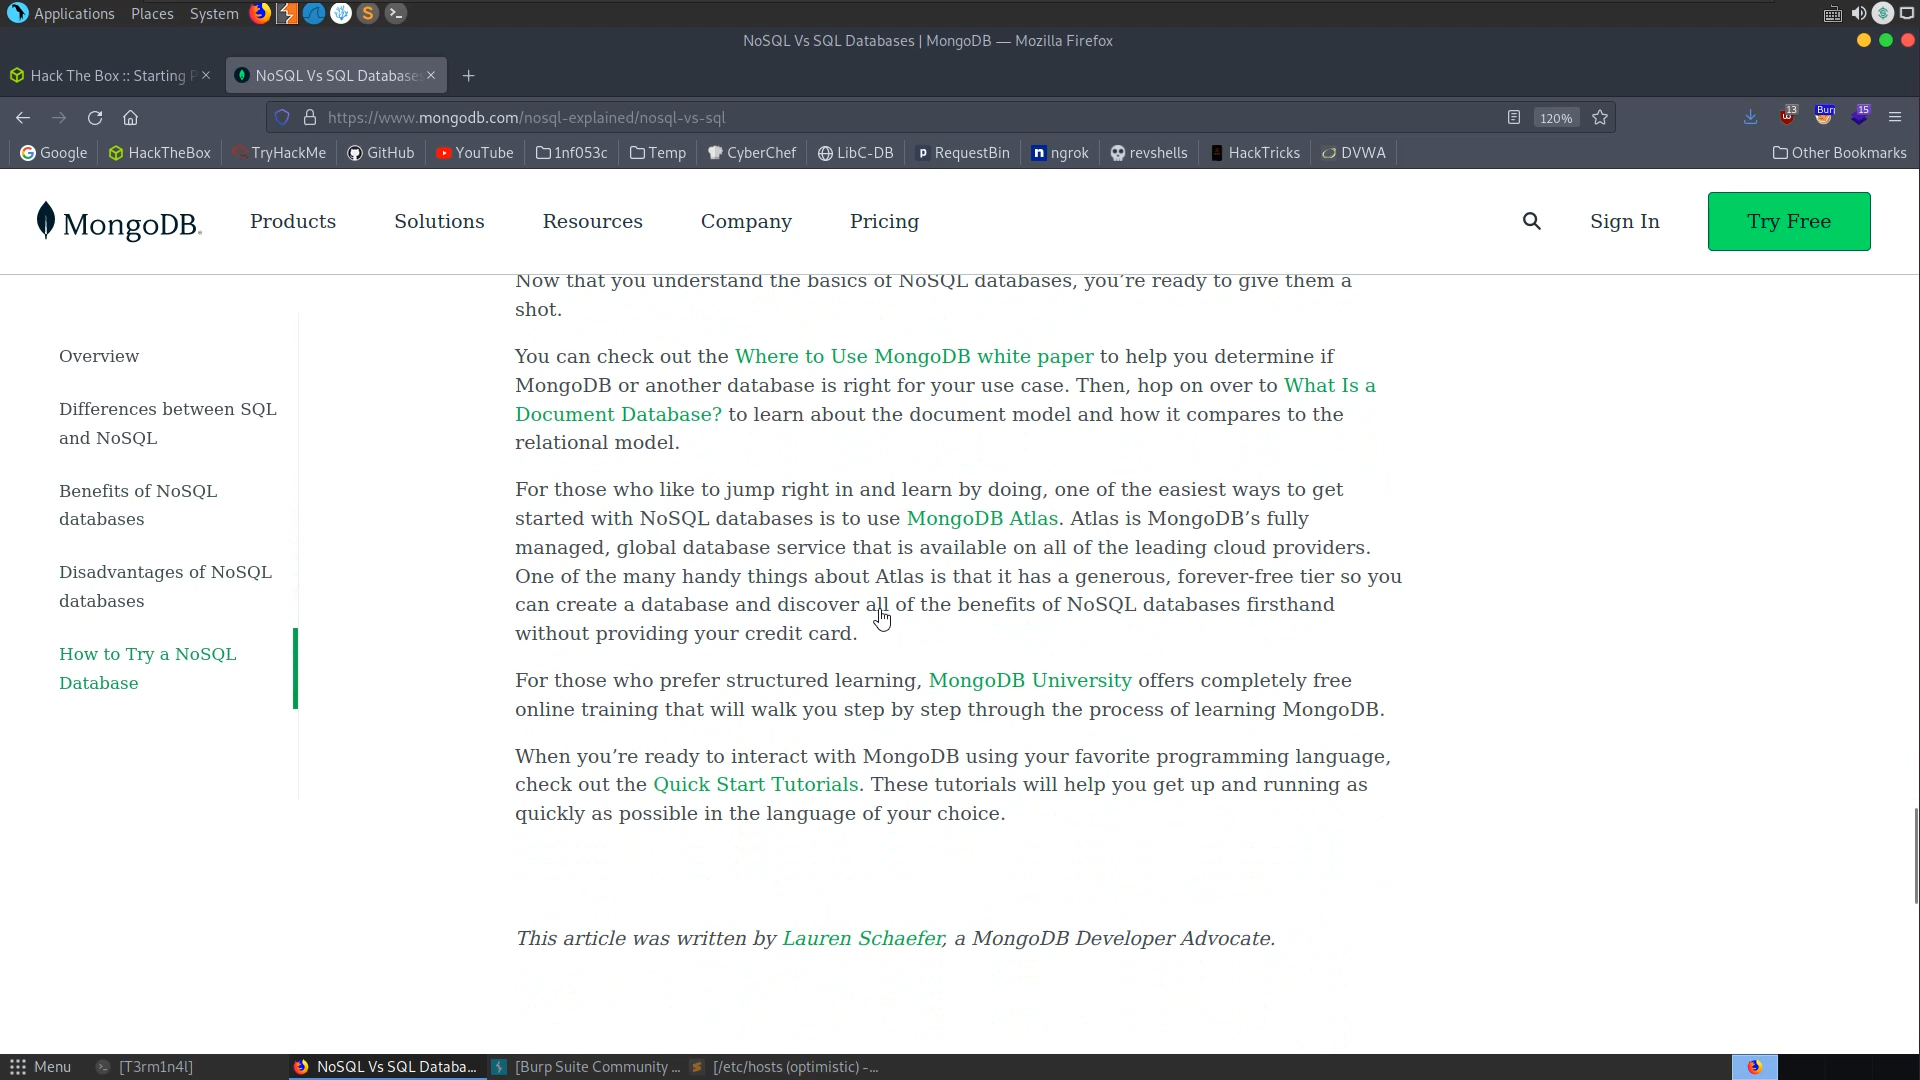 Applications Places System
NoSQL Vs SQL Databases | MongoDB — Mozilla Firefox
Hack The Box :: Starting P
NoSQL Vs SQL Databases
https://www.mongodb.com/nosql-explained/nosql-vs-sql
120%
13
Burp
15
Google HackTheBox TryHackMe GitHub YouTube 1nf053c Temp CyberChef LibC-DB RequestBin ngrok revshells HackTricks DVWA Other Bookmarks
MongoDB. Products Solutions Resources Company Pricing Sign In Try Free
Overview
Differences between SQL
and NoSQL
Benefits of NoSQL
databases
Disadvantages of NoSQL
databases
How to Try a NoSQL
Database
Now that you understand the basics of NoSQL databases, you’re ready to give them a
shot.
You can check out the Where to Use MongoDB white paper to help you determine if
MongoDB or another database is right for your use case. Then, hop on over to What Is a
Document Database? to learn about the document model and how it compares to the
relational model.
For those who like to jump right in and learn by doing, one of the easiest ways to get
started with NoSQL databases is to use MongoDB Atlas. Atlas is MongoDB’s fully
managed, global database service that is available on all of the leading cloud providers.
One of the many handy things about Atlas is that it has a generous, forever-free tier so you
can create a database and discover all of the benefits of NoSQL databases firsthand
without providing your credit card.
For those who prefer structured learning, MongoDB University offers completely free
online training that will walk you step by step through the process of learning MongoDB.
When you’re ready to interact with MongoDB using your favorite programming language,
check out the Quick Start Tutorials. These tutorials will help you get up and running as
quickly as possible in the language of your choice.
This article was written by Lauren Schaefer, a MongoDB Developer Advocate.
Menu [T3rm1n4l] NoSQL Vs SQL Databa... [Burp Suite Community ... [/etc/hosts (optimistic) -...